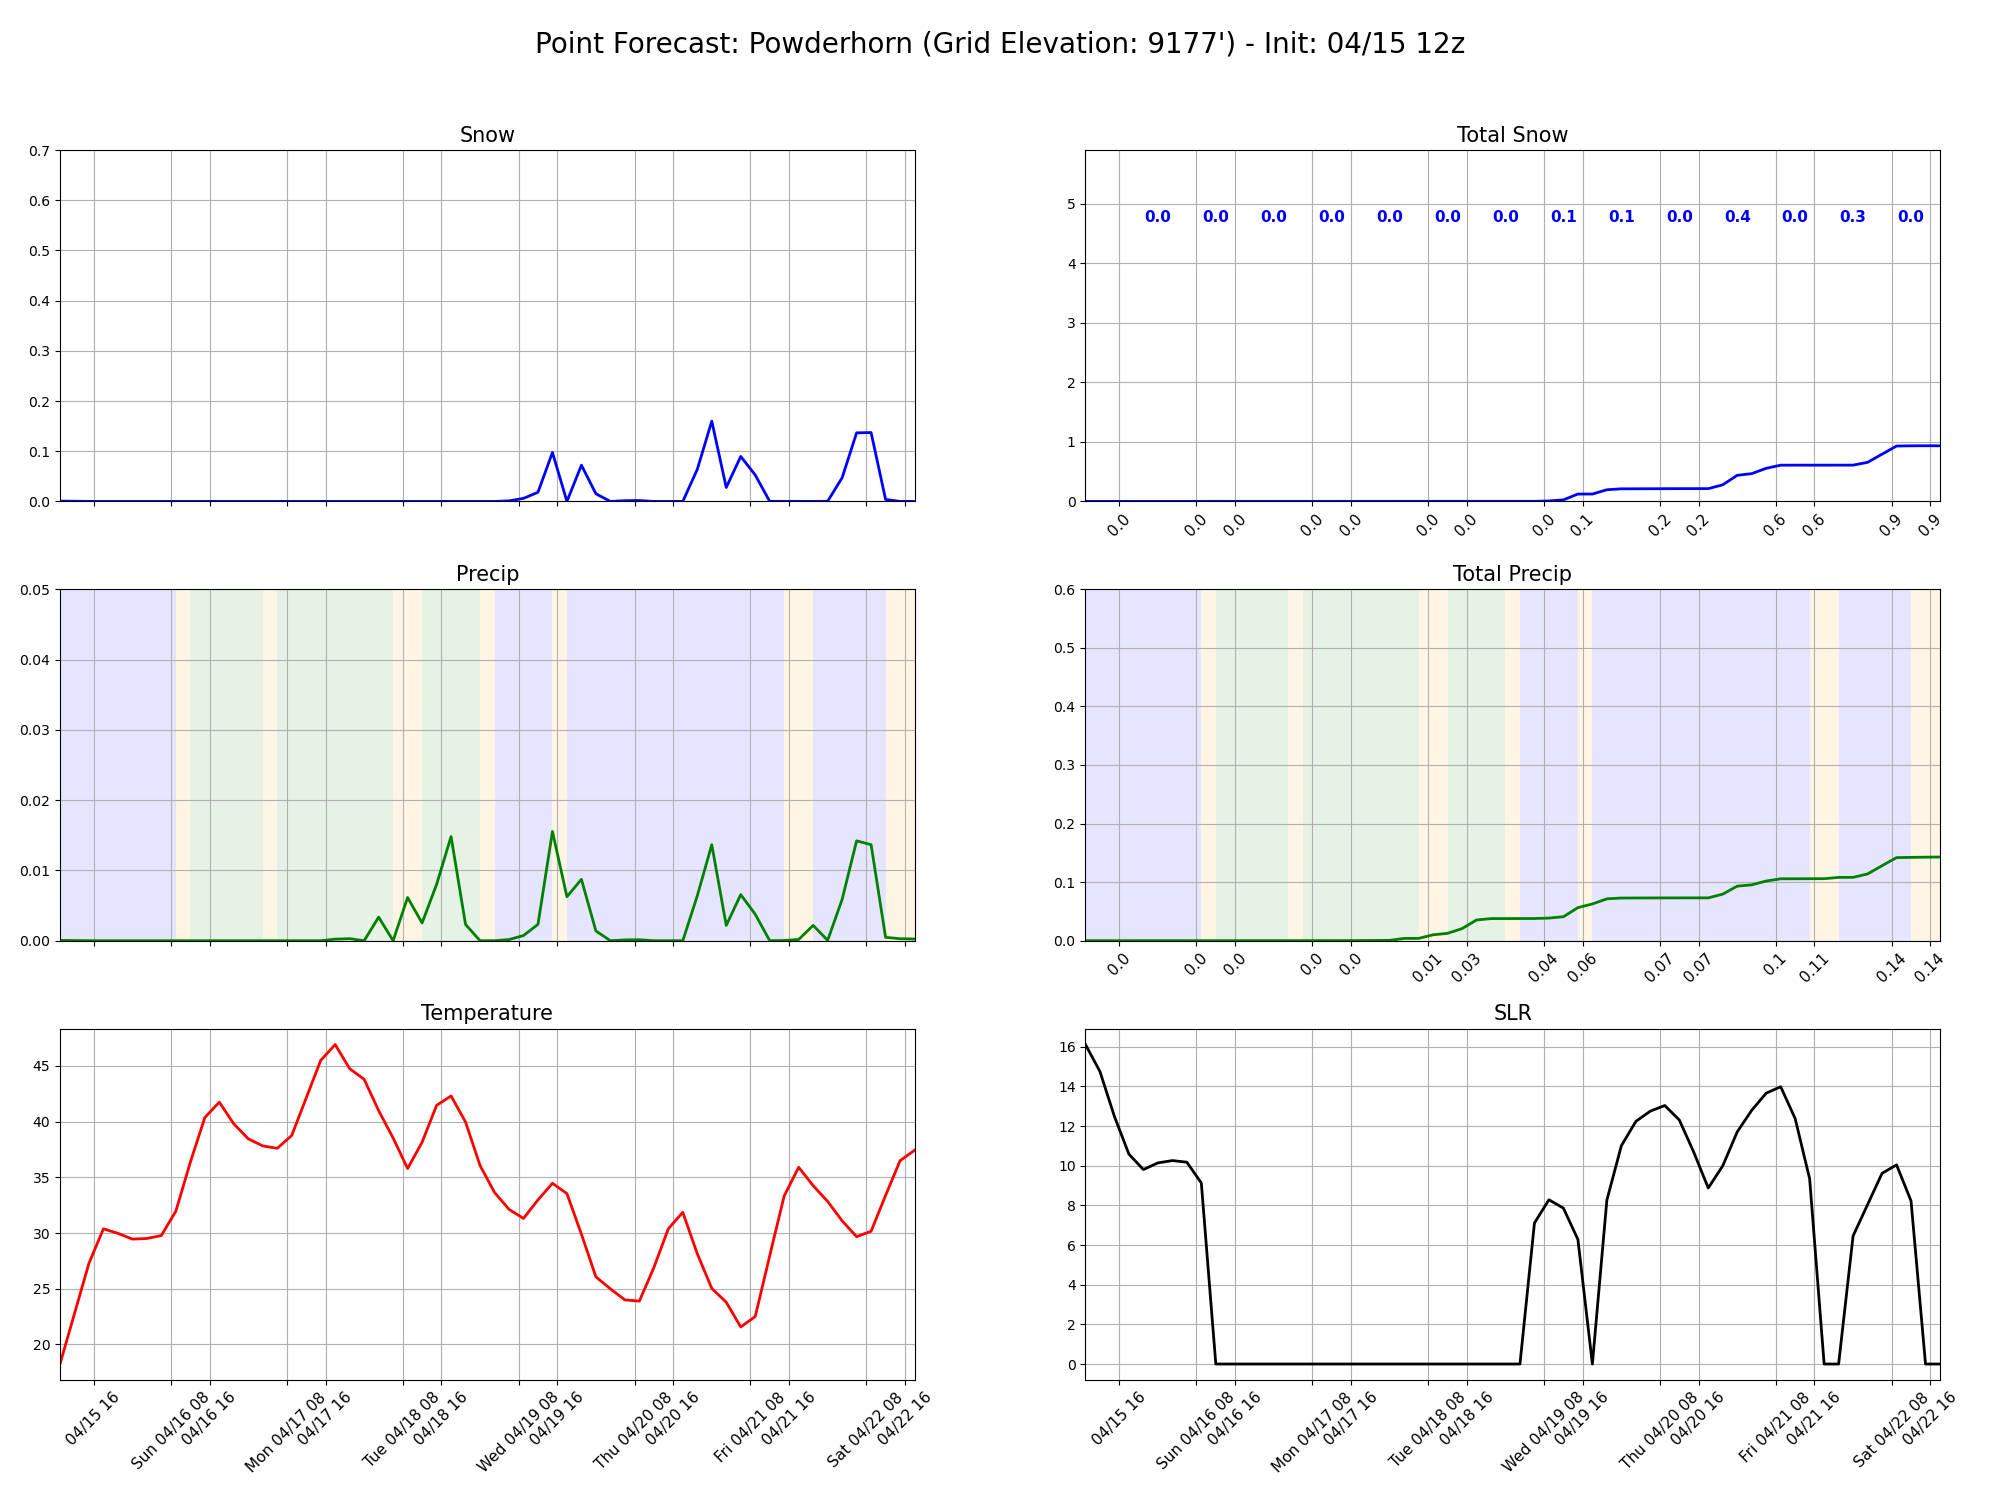 Point Forecast: Powderhorn (Grid Elevation: 9177') - Init: 04/15 12z
Snow
0.7
0.6
0.5
0.4
0.3
0.2
0.1
0.0
Total Snow
5
4
3
2
1
0
0.0 0.0 0.0 0.0 0.0 0.0 0.0 0.1 0.1 0.0 0.4 0.0 0.3 0.0
0.0 0.0 0.0 0.0 0.0 0.0 0.0 0.0 0.1 0.2 0.2 0.6 0.6 0.9 0.9
Precip
0.05
0.04
0.03
0.02
0.01
0.00
Total Precip
0.6
0.5
0.4
0.3
0.2
0.1
0.0
0.0 0.0 0.0 0.0 0.0 0.01 0.03 0.04 0.06 0.07 0.07 0.1 0.11 0.14 0.14
Temperature
45
40
35
30
25
20
04/15 16
Sun 04/16 08
04/16 16
Mon 04/17 08
04/17 16
Tue 04/18 08
04/18 16
Wed 04/19 08
04/19 16
Thu 04/20 08
04/20 16
Fri 04/21 08
04/21 16
Sat 04/22 08
04/22 16
SLR
16
14
12
10
8
6
4
2
0
04/15 16
Sun 04/16 08
04/16 16
Mon 04/17 08
04/17 16
Tue 04/18 08
04/18 16
Wed 04/19 08
04/19 16
Thu 04/20 08
04/20 16
Fri 04/21 08
04/21 16
Sat 04/22 08
04/22 16